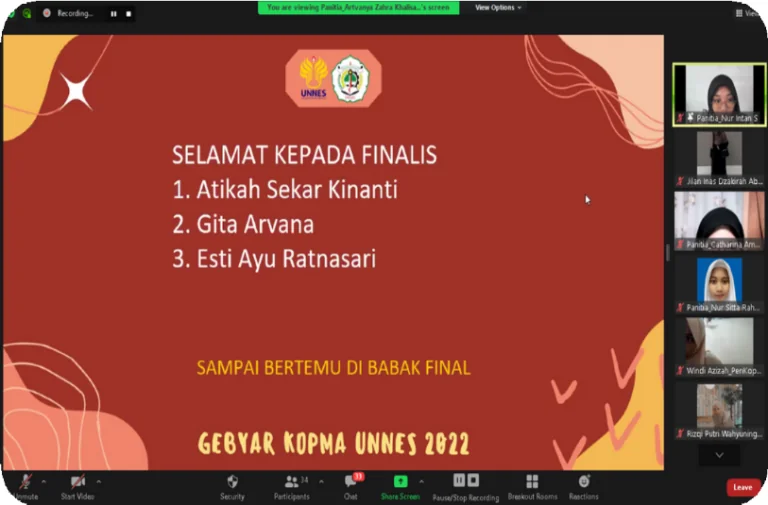 Recording...
You are viewing Panitia_Artvanya Zahra Khalisa...'s screen
View Options
View
UNNES
SELAMAT KEPADA FINALIS
1. Atikah Sekar Kinanti
2. Gita Arvana
3. Esti Ayu Ratnasari
SAMPAI BERTEMU DI BABAK FINAL
GEBYAR KOPMA UNNES 2022
Panitia_Nur Intan S
Jilan Inas Dzakirah Ab...
Panitia_Catharina Am...
Panitia_Nur Sitta Rah...
Windi Azizah_PenKop...
Rizqi Putri Wahyuning...
Unmute
Start Video
Security
Participants
34
Chat
Share Screen
Pause/Stop Recording
Breakout Rooms
Reactions
Leave